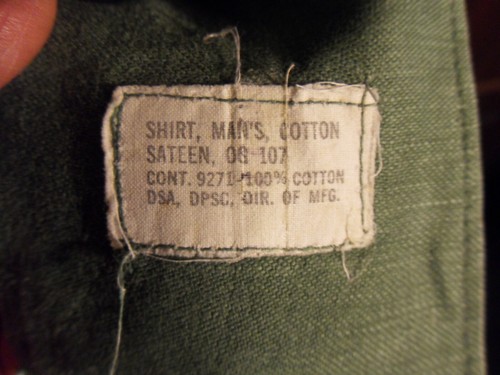 SHIRT, MAN'S, COTTON
SATEEN, OG 107
CONT. 9271-100% COTTON
DSA, DPSC, DIR. OF MFG.